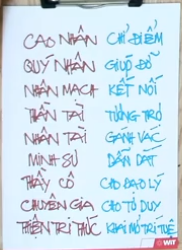 CAO NHÂN CHỈ ĐIỂM
QUÝ NHÂN GIÚP ĐỠ
NHÂN MẠCH KẾT NỐI
THẦN TÀI TƯƠNG TRỢ
NHÂN TÀI GÁNH VÁC
MINH SƯ DẪN DẮT
THẦY CÔ CHO ĐẠO LÝ
CHUYÊN GIA CHO TƯ DUY
THIỆN TRI THỨC KHAI MỞ TRÍ TUỆ
WIT